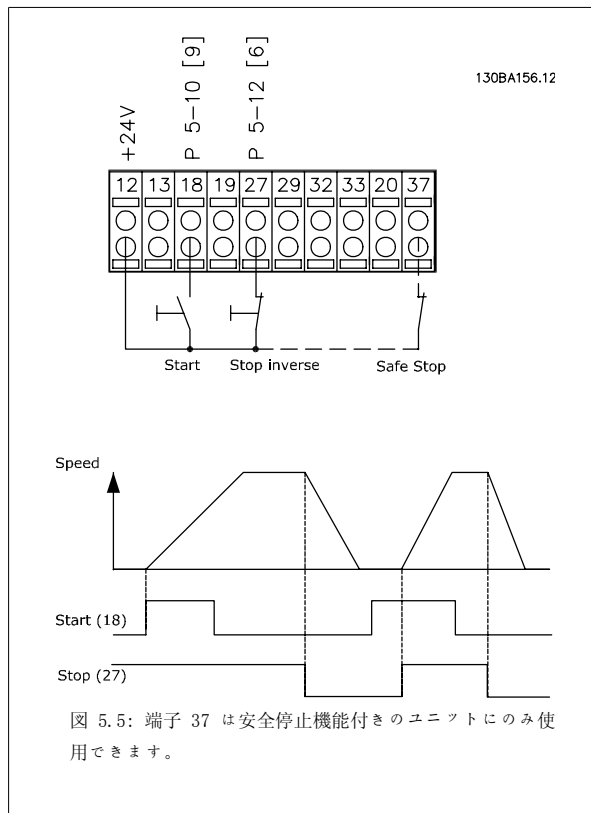 130BA156.12
+24V
P 5-10 [9]
P 5-12 [6]
12 13 18 19 27 29 32 33 20 37
Start Stop inverse Safe Stop
Speed
Start (18)
Stop (27)
図 5.5: 端子 37 は安全停止機能付きのユニットにのみ使
用できます。